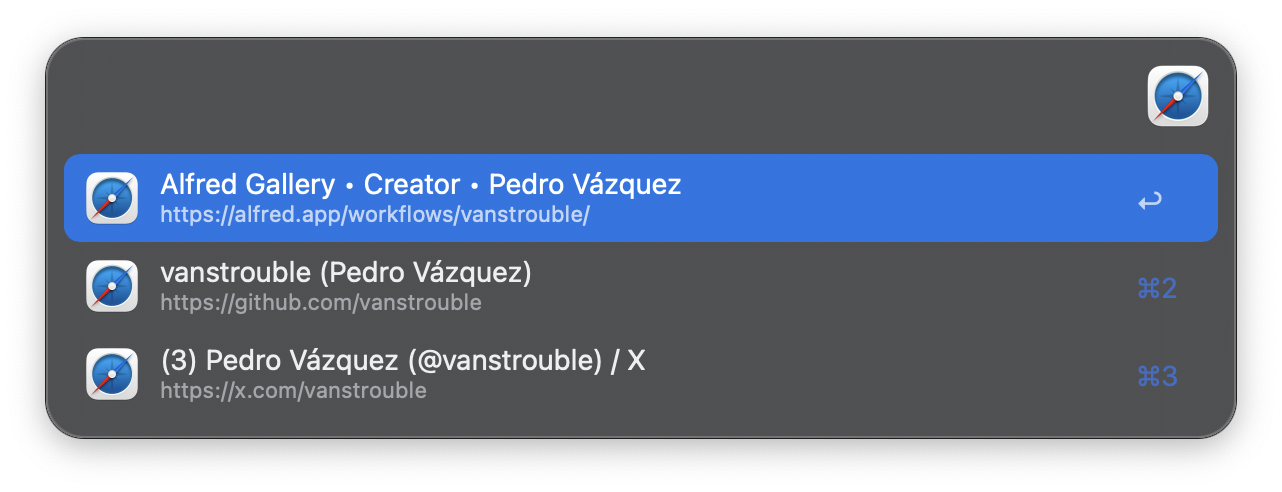 Alfred Gallery • Creator • Pedro Vázquez
https://alfred.app/workflows/vanstrouble/
↩
vanstrouble (Pedro Vázquez)
https://github.com/vanstrouble
⌘2
(3) Pedro Vázquez (@vanstrouble) / X
https://x.com/vanstrouble
⌘3